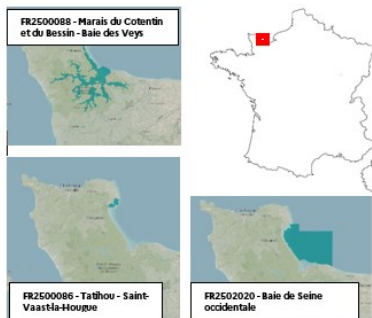 FR2500088 - Marais du Cotentin
et du Bessin - Baie des Veys
FR2500086 - Tatihou - Saint-
Vaast-la-Hougue
FR2502020 - Baie de Seine
occidentale